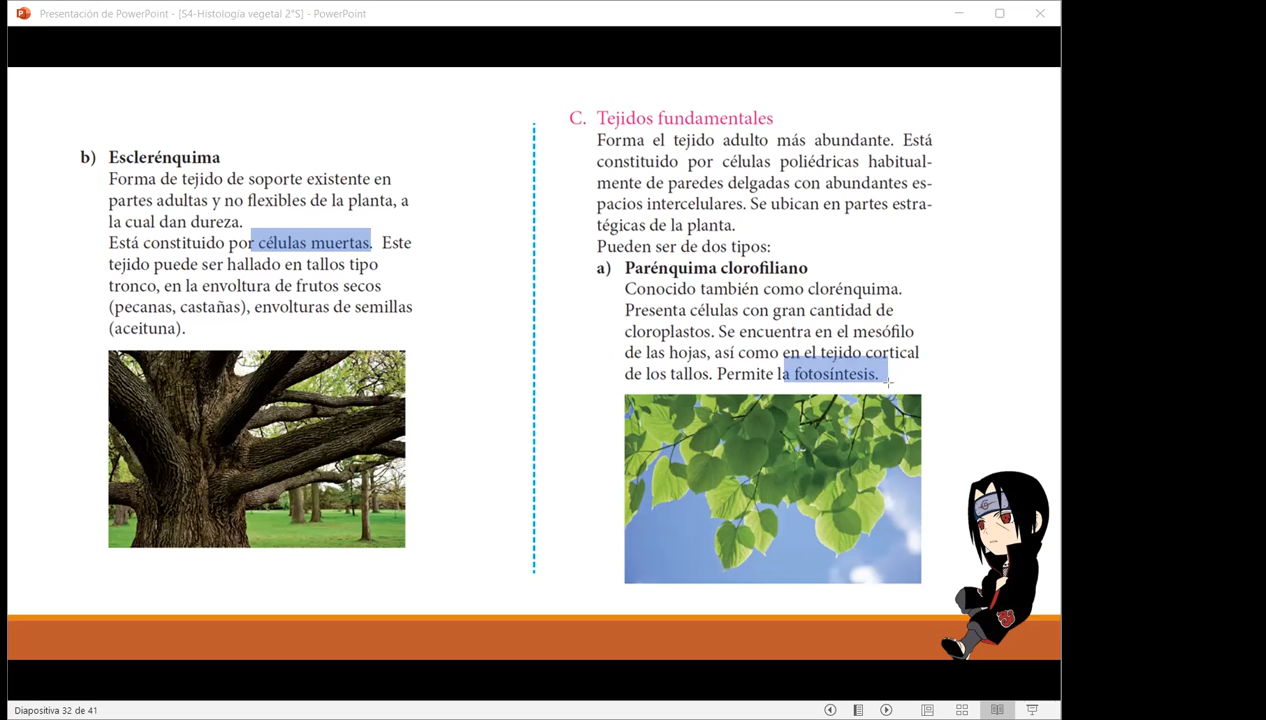 Presentación de PowerPoint - [S4-Histología vegetal 2°S] - PowerPoint
b) Esclerénquima
Forma de tejido de soporte existente en
partes adultas y no flexibles de la planta, a
la cual dan dureza.
Está constituido por células muertas. Este
tejido puede ser hallado en tallos tipo
tronco, en la envoltura de frutos secos
(pecanas, castañas), envolturas de semillas
(aceituna).
C. Tejidos fundamentales
Forma el tejido adulto más abundante. Está
constituido por células poliédricas habitual-
mente de paredes delgadas con abundantes es-
pacios intercelulares. Se ubican en partes estra-
tégicas de la planta.
Pueden ser de dos tipos:
a) Parénquima clorofiliano
Conocido también como clorénquima.
Presenta células con gran cantidad de
cloroplastos. Se encuentra en el mesófilo
de las hojas, así como en el tejido cortical
de los tallos. Permite la fotosíntesis.
Diapositiva 32 de 41